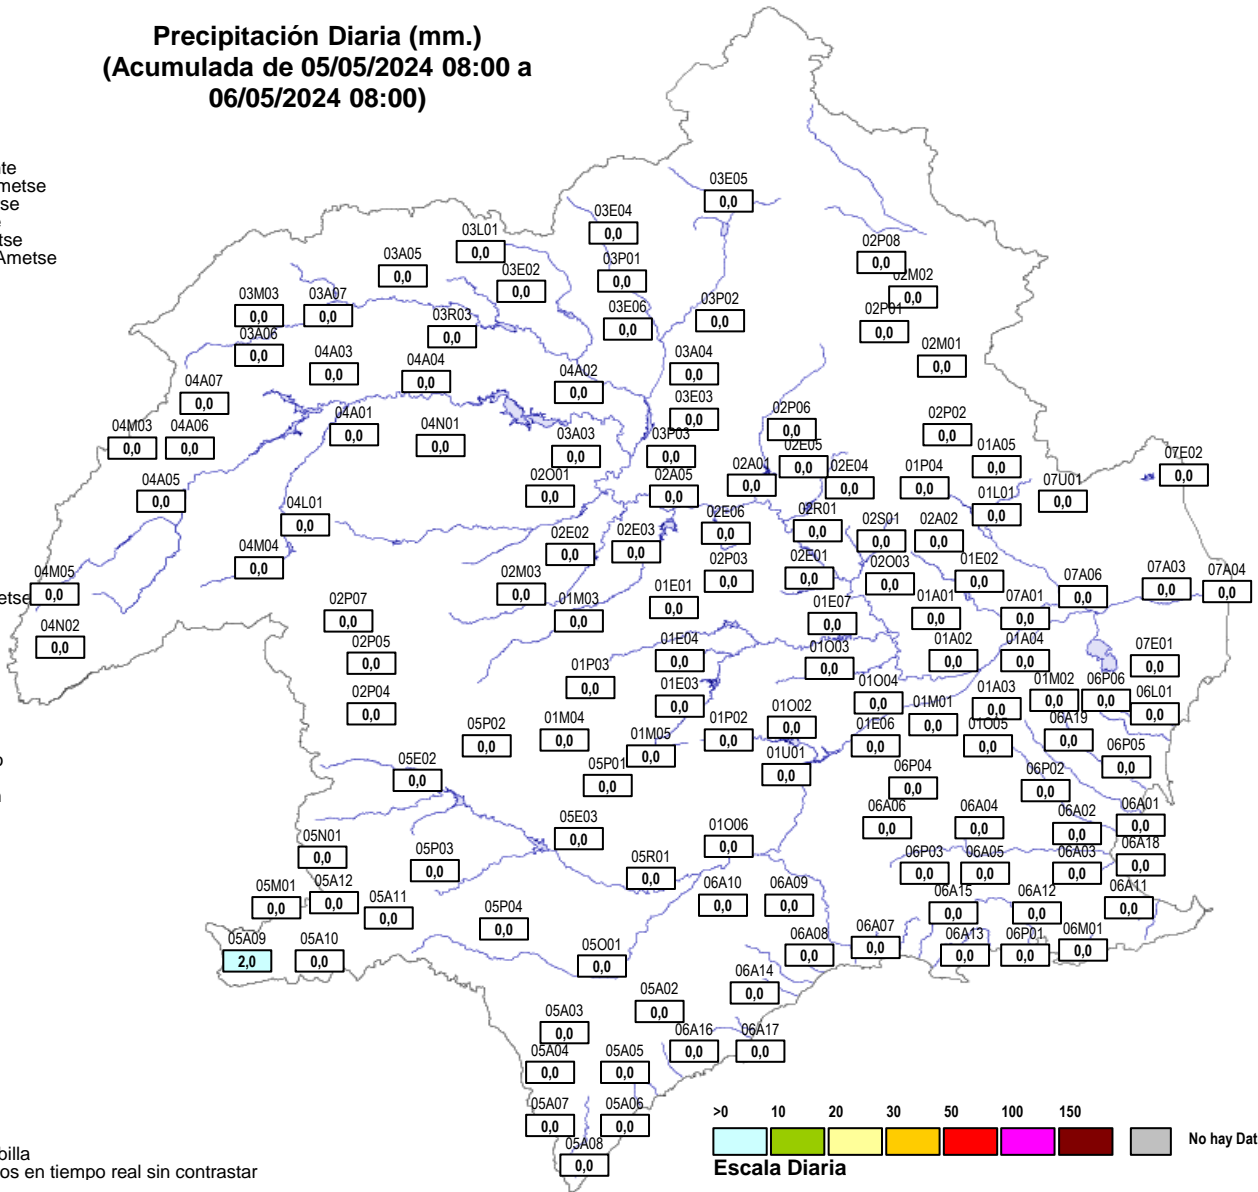 Precipitación Diaria (mm.)
(Acumulada de 05/05/2024 08:00 a
06/05/2024 08:00)
03E05
0,0
03E04
0,0
03L01
0,0
02P08
0,0
03A05
0,0
03P01
0,0
03E02
0,0
02M02
0,0
03M03
0,0
03A07
0,0
03P02
0,0
03E06
0,0
02P01
0,0
03R03
0,0
03A06
0,0
02M01
0,0
04A03
0,0
04A04
0,0
03A04
0,0
04A02
0,0
04A07
0,0
03E03
0,0
02P06
0,0
04A01
0,0
02P02
0,0
04M03
0,0
04A06
0,0
04N01
0,0
03A03
0,0
03P03
0,0
02E05
0,0
01A05
0,0
07E02
0,0
02A01
0,0
02E04
0,0
01P04
0,0
02O01
0,0
02A05
0,0
04A05
0,0
07U01
0,0
01L01
0,0
04L01
0,0
02R01
0,0
02E06
0,0
02S01
0,0
02A02
0,0
02E02
0,0
02E03
0,0
04M04
0,0
02P03
0,0
02E01
0,0
02O03
0,0
01E02
0,0
04M05
0,0
02M03
0,0
07A06
0,0
07A03
0,0
07A04
0,0
01E01
0,0
01M03
0,0
02P07
0,0
01E07
0,0
01A01
0,0
07A01
0,0
04N02
0,0
02P05
0,0
01E04
0,0
01O03
0,0
01A02
0,0
01A04
0,0
07E01
0,0
01P03
0,0
01E03
0,0
02P04
0,0
01O04
0,0
01A03
0,0
01M02
0,0
06P06
0,0
06L01
0,0
01M01
0,0
01O02
0,0
05P02
0,0
01M04
0,0
01P02
0,0
01E06
0,0
01O05
0,0
06A19
0,0
01M05
0,0
06P05
0,0
01U01
0,0
05E02
0,0
05P01
0,0
06P04
0,0
06P02
0,0
06A06
0,0
06A04
0,0
06A02
0,0
06A01
0,0
05E03
0,0
01O06
0,0
05N01
0,0
05P03
0,0
05R01
0,0
06P03
0,0
06A05
0,0
06A03
0,0
06A18
0,0
05M01
0,0
05A12
0,0
05A11
0,0
06A10
0,0
06A09
0,0
06A15
0,0
06A12
0,0
06A11
0,0
05P04
0,0
05A09
2,0
05A10
0,0
05O01
0,0
06A08
0,0
06A07
0,0
06A13
0,0
06P01
0,0
06M01
0,0
06A14
0,0
05A02
0,0
05A03
0,0
06A16
0,0
06A17
0,0
05A04
0,0
05A05
0,0
05A07
0,0
05A06
0,0
05A08
0,0
>0 10 20 30 50 100 150
No hay Dat
Escala Diaria
nte
metse
se
tse
Ametse
etse
billa
os en tiempo real sin contrastar